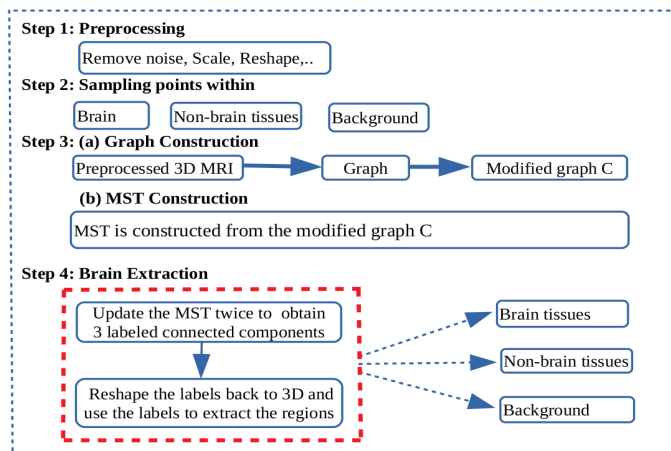 Step 1: Preprocessing
Remove noise, Scale, Reshape,..
Step 2: Sampling points within
Brain
Non-brain tissues
Background
Step 3: (a) Graph Construction
Preprocessed 3D MRI
Graph
Modified graph C
(b) MST Construction
MST is constructed from the modified graph C
Step 4: Brain Extraction
Update the MST twice to obtain
3 labeled connected components
Reshape the labels back to 3D and
use the labels to extract the regions
Brain tissues
Non-brain tissues
Background